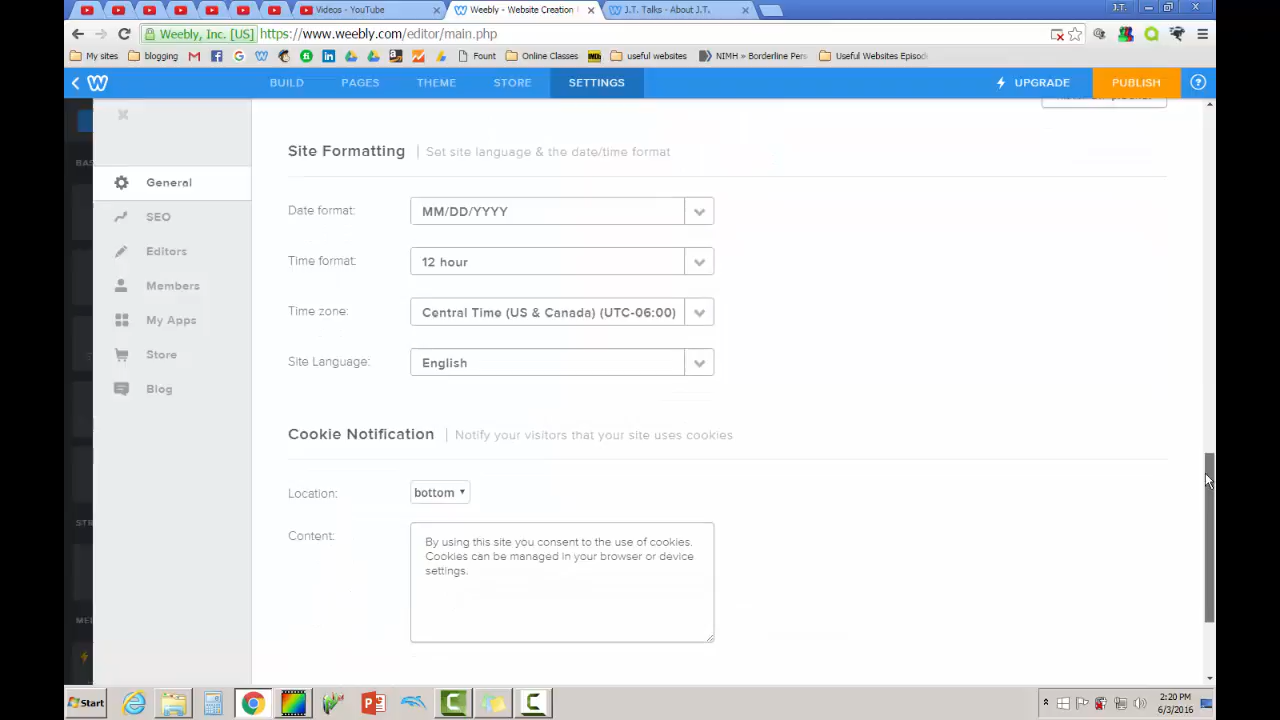 Videos - YouTube
Weebly - Website Creation
J.T. Talks - About J.T.
J.T.
Weebly, Inc. [US]
https://www.weebly.com/editor/main.php
My sites
blogging
Fount
Online Classes
useful websites
NIMH » Borderline Pers
Useful Websites Episod
BUILD
PAGES
THEME
STORE
SETTINGS
UPGRADE
PUBLISH
Site Formatting
Set site language & the date/time format
General
SEO
Editors
Members
My Apps
Store
Blog
Date format:
MM/DD/YYYY
Time format:
12 hour
Time zone:
Central Time (US & Canada) (UTC-06:00)
Site Language:
English
Cookie Notification
Notify your visitors that your site uses cookies
Location:
bottom
Content:
By using this site you consent to the use of cookies.
Cookies can be managed in your browser or device
settings.
Start
2:20 PM
6/3/2016